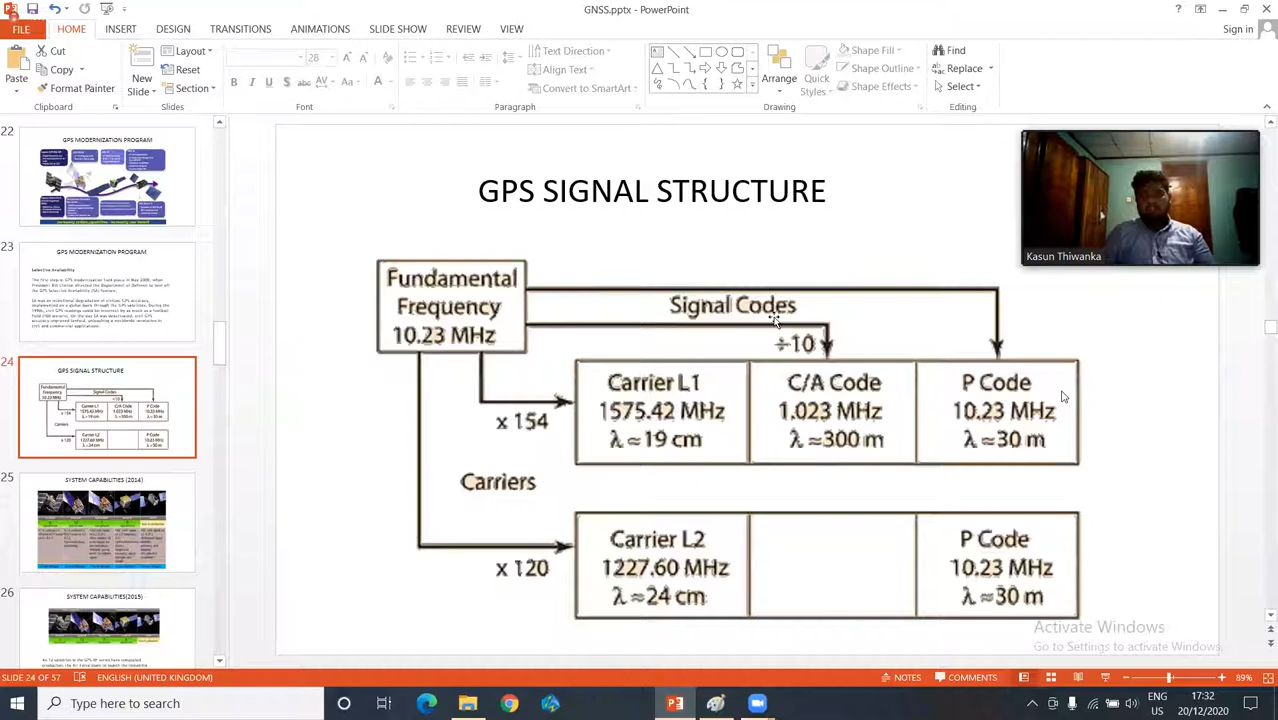 GNSS.pptx - PowerPoint
FILE HOME INSERT DESIGN TRANSITIONS ANIMATIONS SLIDE SHOW REVIEW VIEW Sign in
Paste
Cut
Copy
Format Painter
Clipboard
New Slide
Layout
Reset
Section
Slides
28
Font
Text Direction
Align Text
Convert to SmartArt
Paragraph
Arrange
Quick Styles
Shape Fill
Shape Outline
Shape Effects
Drawing
Find
Replace
Select
Editing
22
GPS MODERNIZATION PROGRAM
23
GPS MODERNIZATION PROGRAM
Selective Availability
24
GPS SIGNAL STRUCTURE
25
SYSTEM CAPABILITIES (2014)
26
SYSTEM CAPABILITIES(2015)
GPS SIGNAL STRUCTURE
Kasun Thiwanka
Fundamental
Frequency
10.23 MHz
Signal Codes
÷10
x 154
Carrier L1
1575.42 MHz
λ ≈ 19 cm
C/A Code
1.023 MHz
λ ≈300 m
P Code
10.23 MHz
λ ≈ 30 m
Carriers
x 120
Carrier L2
1227.60 MHz
λ ≈ 24 cm
P Code
10.23 MHz
λ ≈ 30 m
Activate Windows
Go to Settings to activate Windows.
SLIDE 24 OF 57 ENGLISH (UNITED KINGDOM) NOTES COMMENTS 89%
Type here to search
ENG
US
17:32
20/12/2020